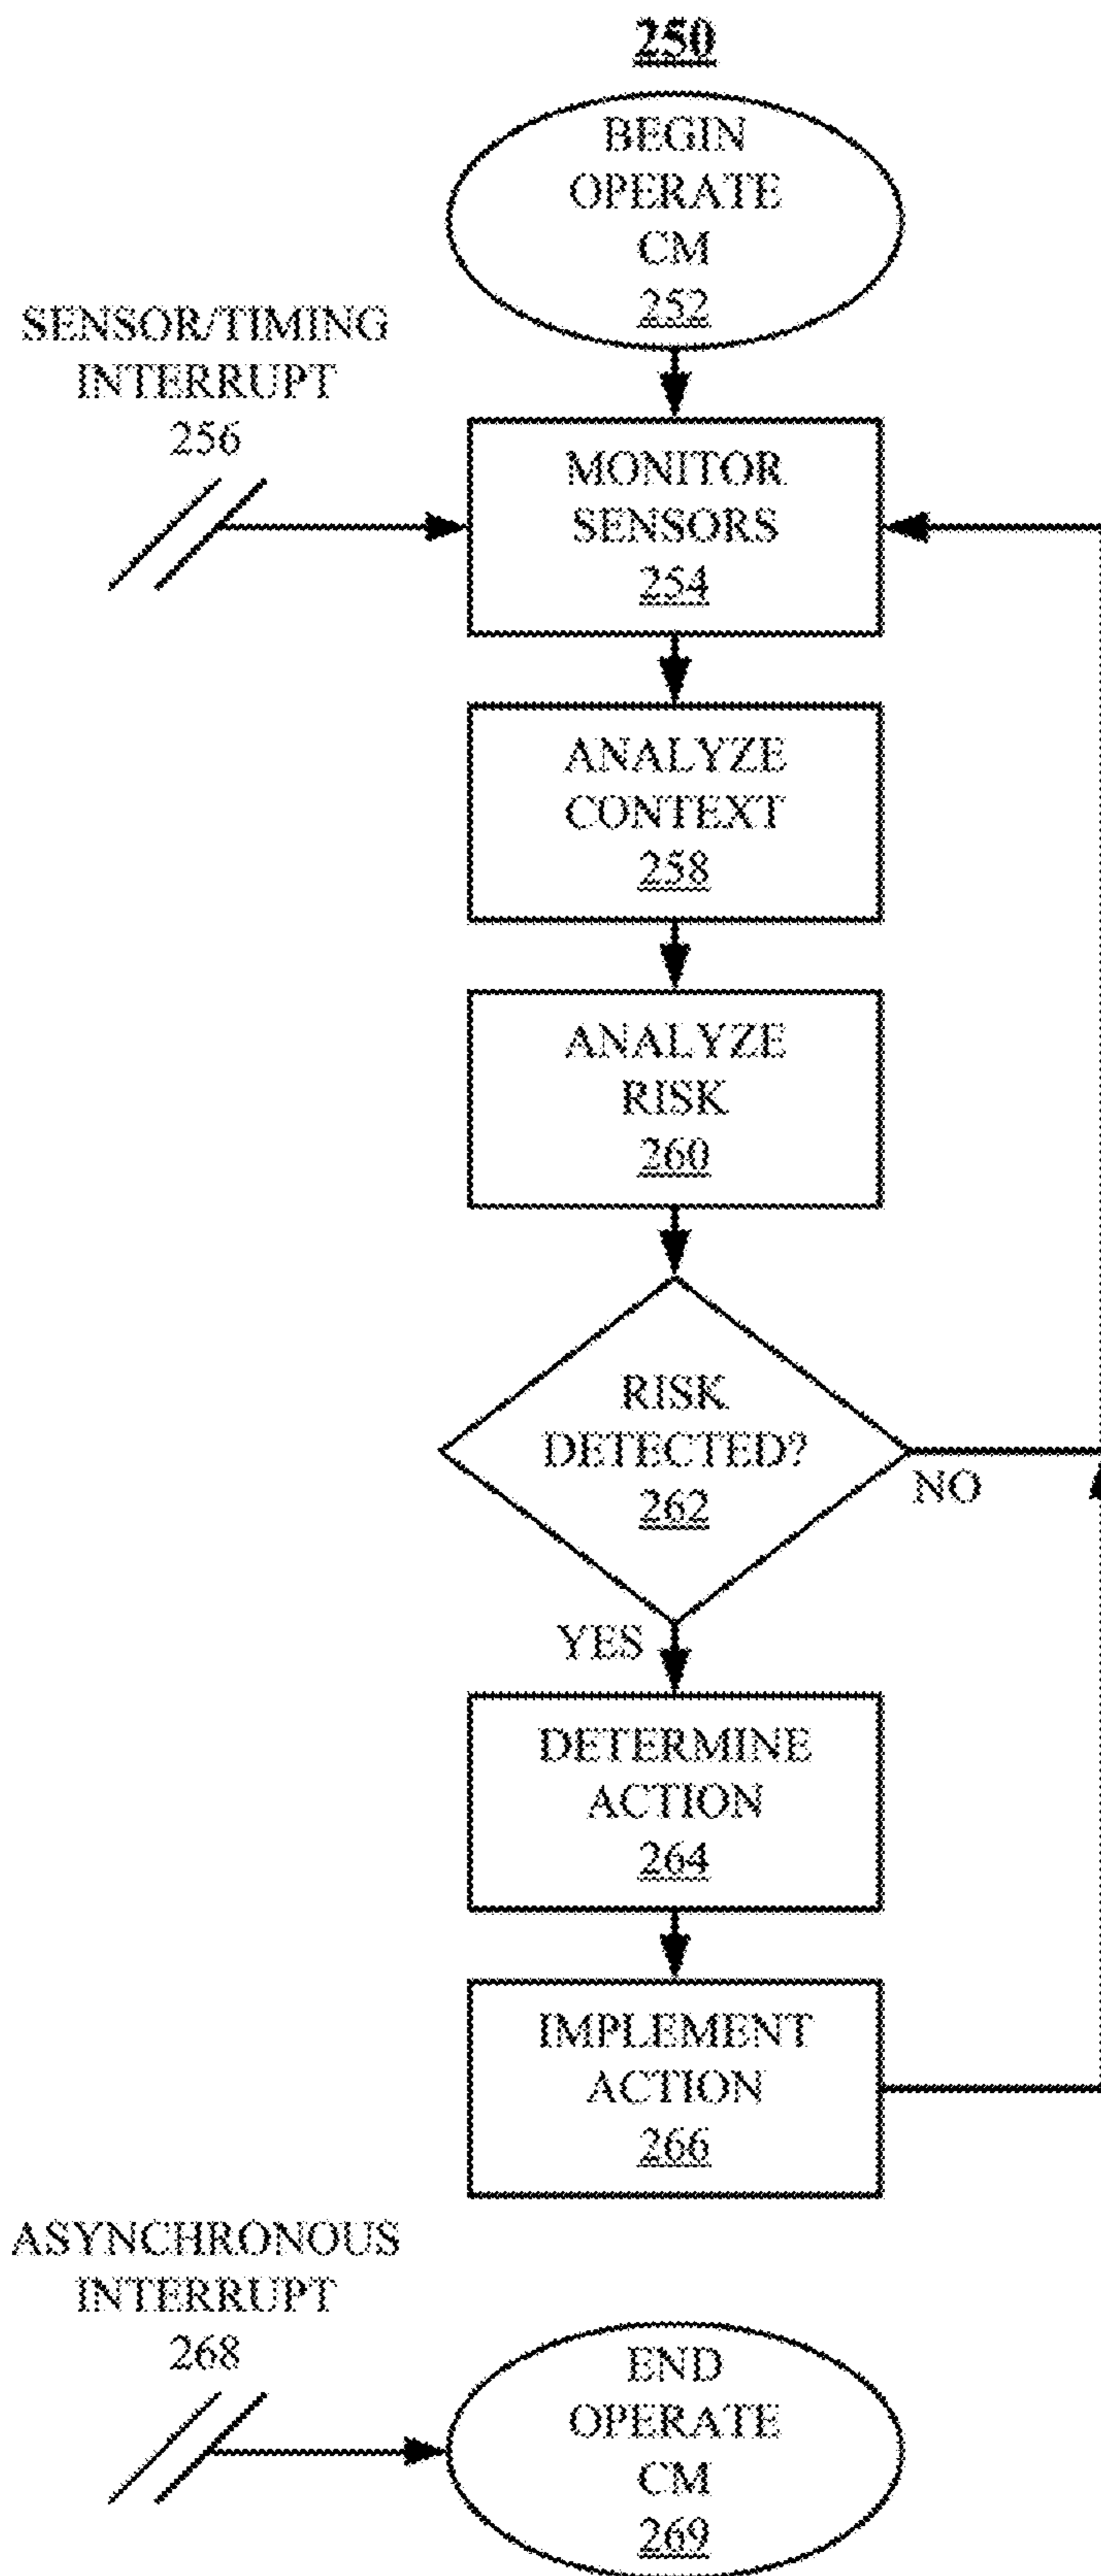 250
BEGIN
OPERATE
CM
252
SENSOR/TIMING
INTERRUPT
256
MONITOR
SENSORS
254
ANALYZE
CONTEXT
258
ANALYZE
RISK
260
RISK
DETECTED?
262
NO
YES
DETERMINE
ACTION
264
IMPLEMENT
ACTION
266
ASYNCHRONOUS
INTERRUPT
268
END
OPERATE
CM
269